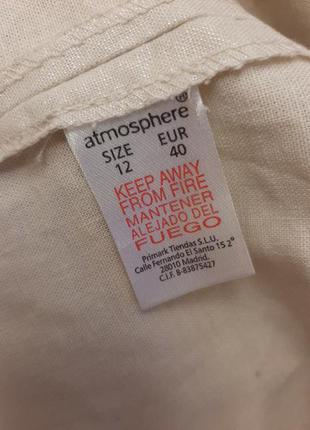 atmosphere®
SIZE EUR
12 40
KEEP AWAY
FROM FIRE
MANTENER
ALEJADO DEL
FUEGO
Primark Tiendas S.L.U.
Calle Fernando El Santo 15 2°
28010 Madrid.
C.I.F. B-83875427